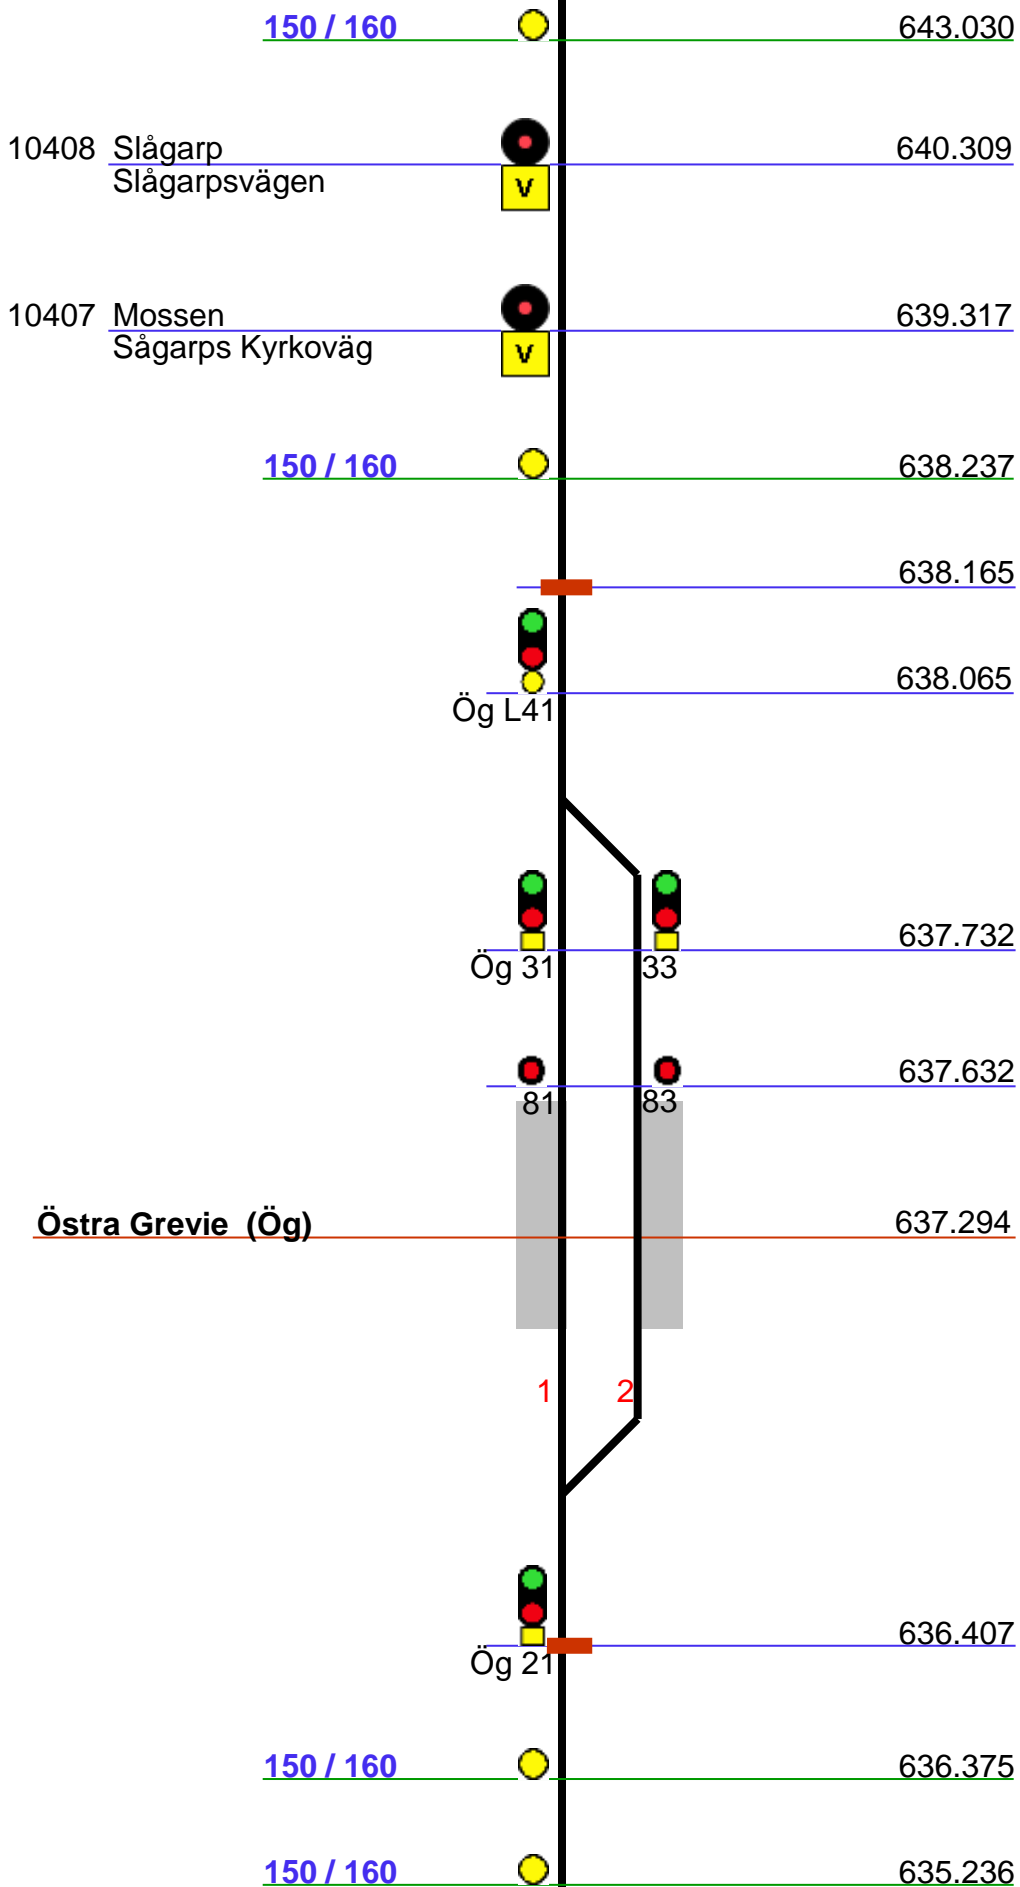 150 / 160 643.030
10408 Slågarp 640.309
Slågarpsvägen
V
10407 Mossen 639.317
Sågarps Kyrkoväg
V
150 / 160 638.237
638.165
638.065
Ög L41
637.732
Ög 31 33
637.632
81 83
Östra Grevie (Ög) 637.294
1 2
636.407
Ög 21
150 / 160 636.375
150 / 160 635.236